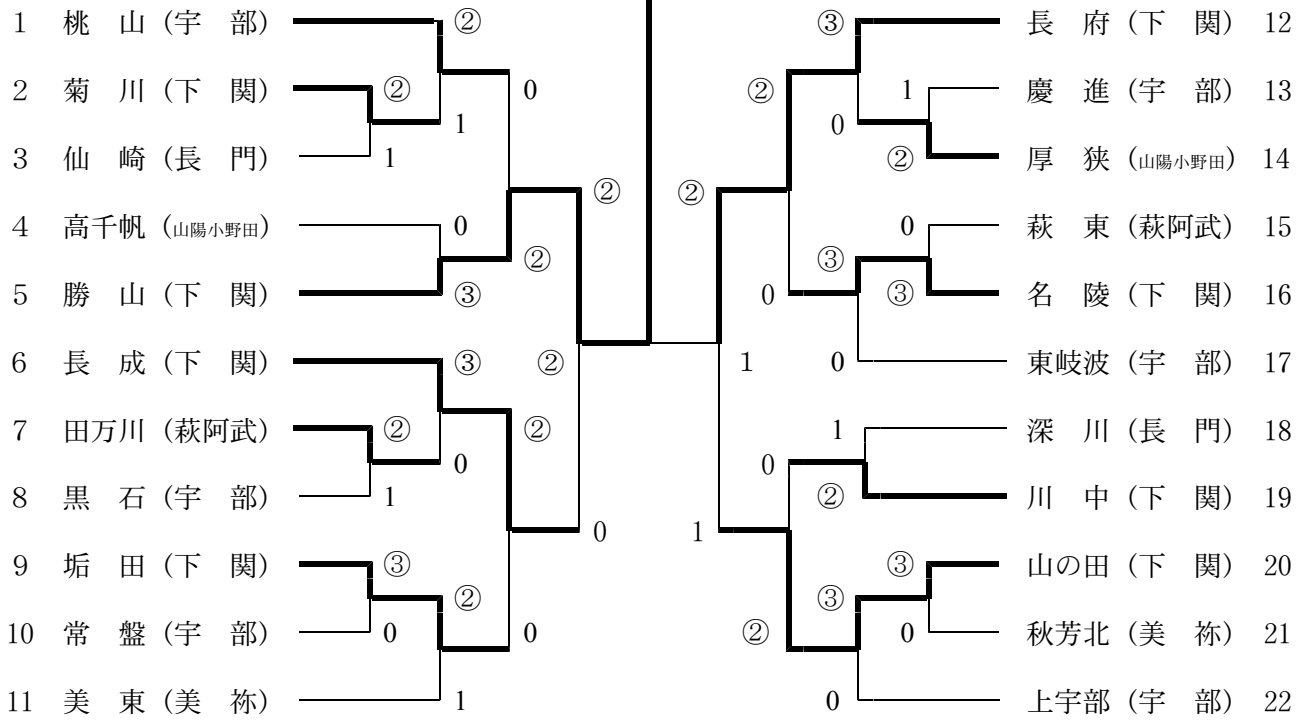 1 桃 山 (宇 部) ② ③ 長 府 (下 関) 12
2 菊 川 (下 関) ② 0 ② 1 慶 進 (宇 部) 13
1 0
3 仙 崎 (長 門) 1 ② 厚 狭 (山陽小野田) 14
② ②
4 高千帆 (山陽小野田) 0 0 萩 東 (萩阿武) 15
② ③
5 勝 山 (下 関) ③ 0 ③ 名 陵 (下 関) 16
6 長 成 (下 関) ③ ② 1 0 東岐波 (宇 部) 17
7 田万川 (萩阿武) ② ② 1 深 川 (長 門) 18
0 0
8 黒 石 (宇 部) 1 ② 川 中 (下 関) 19
0 1
9 垢 田 (下 関) ③ ③ 山の田 (下 関) 20
② ③
10 常 盤 (宇 部) 0 0 ② 0 秋芳北 (美 祢) 21
11 美 東 (美 祢) 1 0 上宇部 (宇 部) 22